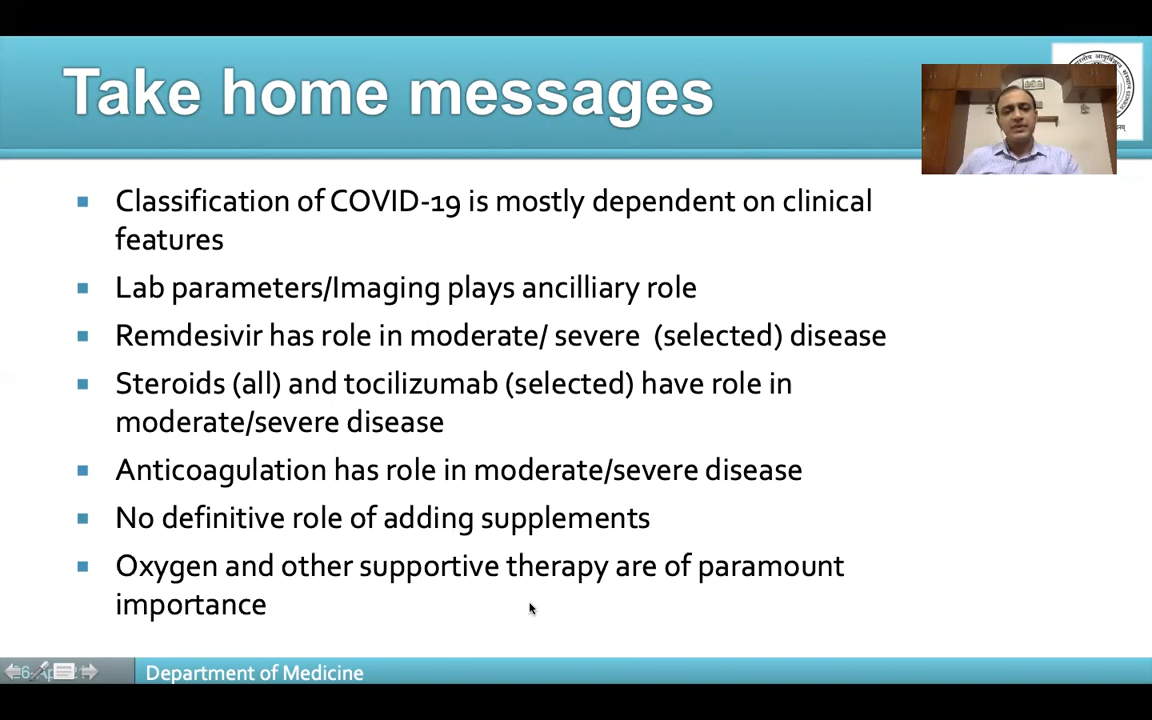 Take home messages
Classification of COVID-19 is mostly dependent on clinical
features
Lab parameters/Imaging plays ancilliary role
Remdesivir has role in moderate/ severe (selected) disease
Steroids (all) and tocilizumab (selected) have role in
moderate/severe disease
Anticoagulation has role in moderate/severe disease
No definitive role of adding supplements
Oxygen and other supportive therapy are of paramount
importance
Department of Medicine